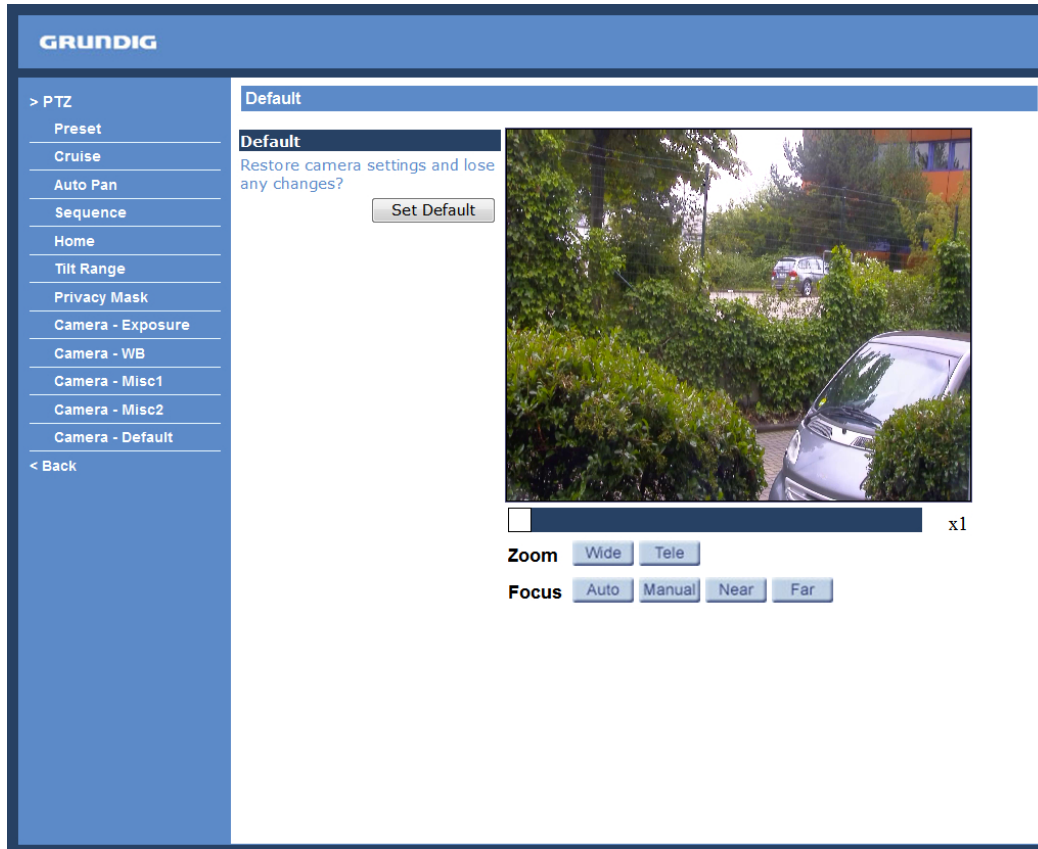 GRUNDIG
> PTZ
Preset
Cruise
Auto Pan
Sequence
Home
Tilt Range
Privacy Mask
Camera - Exposure
Camera - WB
Camera - Misc1
Camera - Misc2
Camera - Default
< Back
Default
Default
Restore camera settings and lose
any changes?
Set Default
x1
Zoom Wide Tele
Focus Auto Manual Near Far